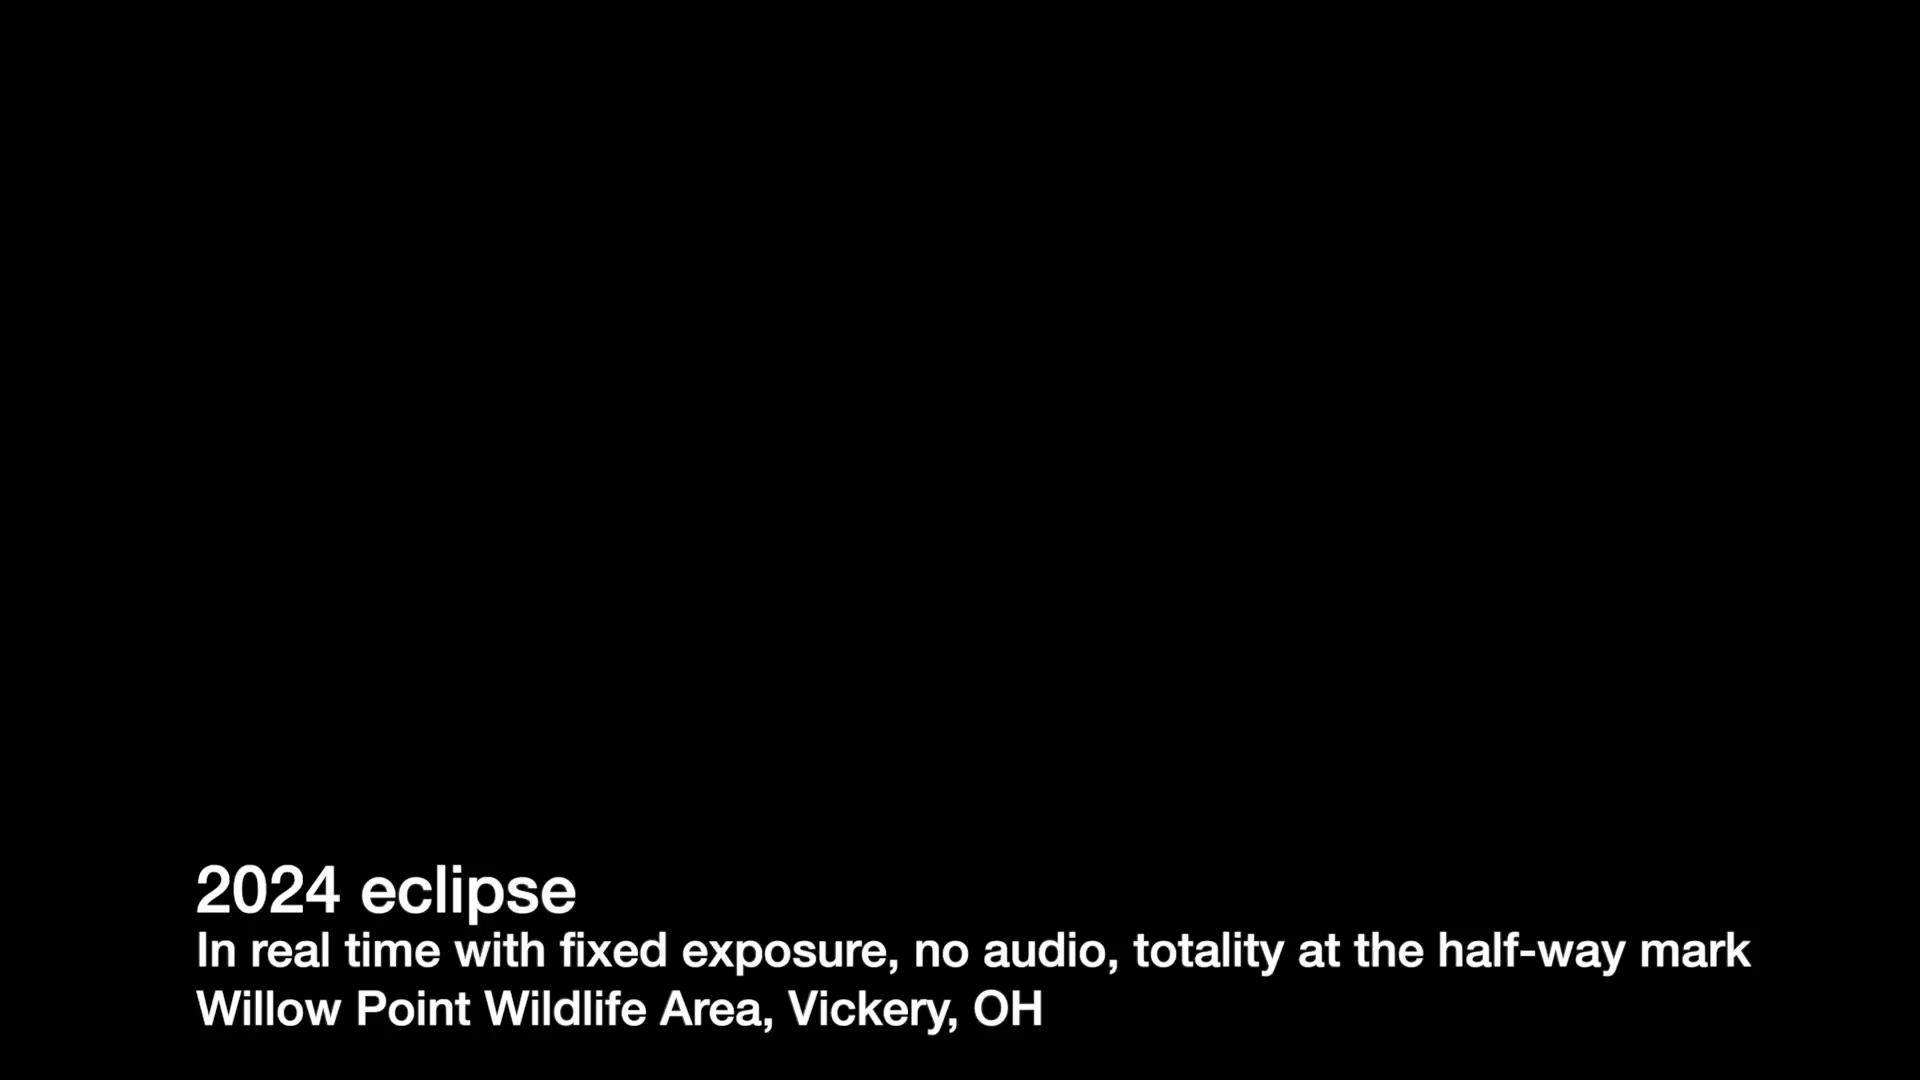 2024 eclipse
In real time with fixed exposure, no audio, totality at the half-way mark
Willow Point Wildlife Area, Vickery, OH